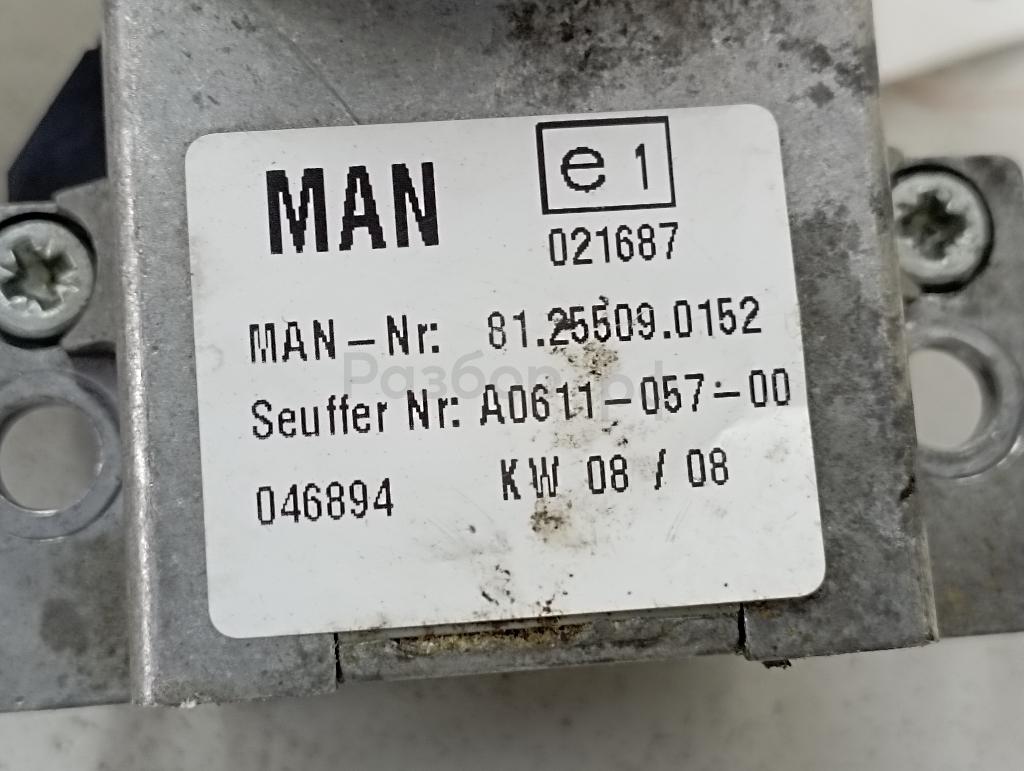 MAN
e 1
021687
MAN-Nr: 81.25509.0152
Seuffer Nr: A0611-057-00
046894 KW 08 / 08